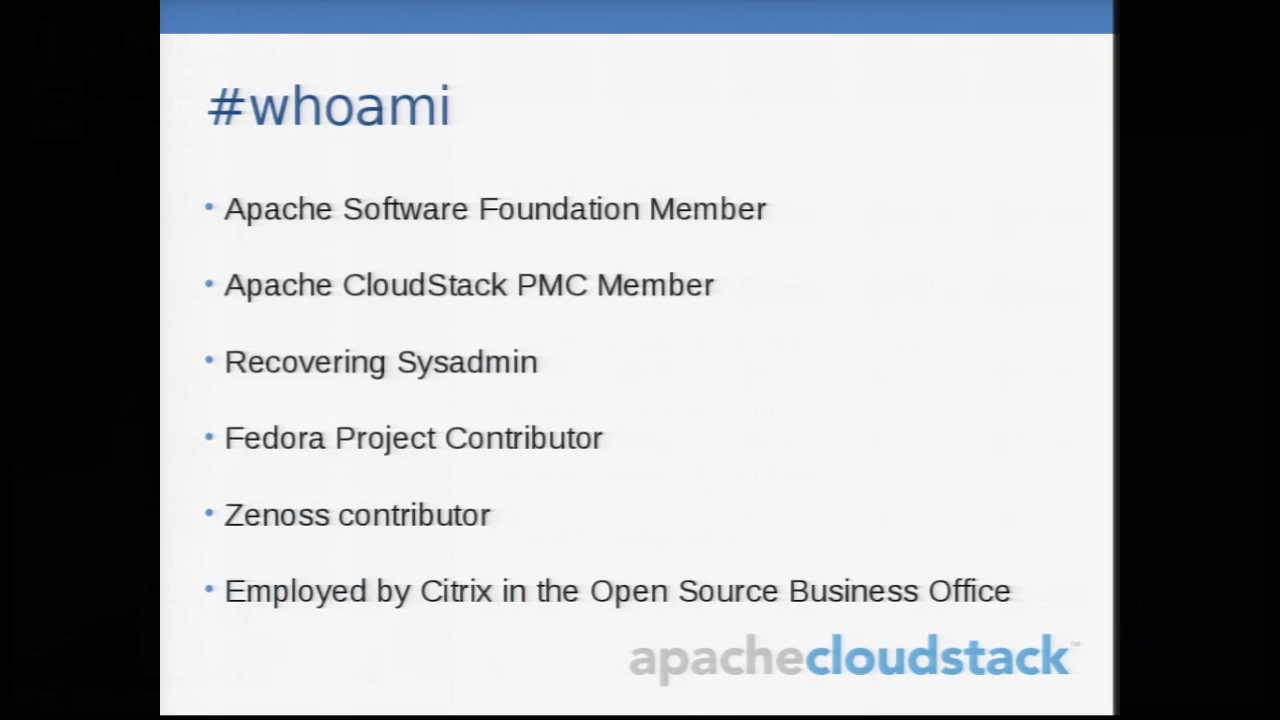 #whoami
• Apache Software Foundation Member
• Apache CloudStack PMC Member
• Recovering Sysadmin
• Fedora Project Contributor
• Zenoss contributor
• Employed by Citrix in the Open Source Business Office
apachecloudstack™